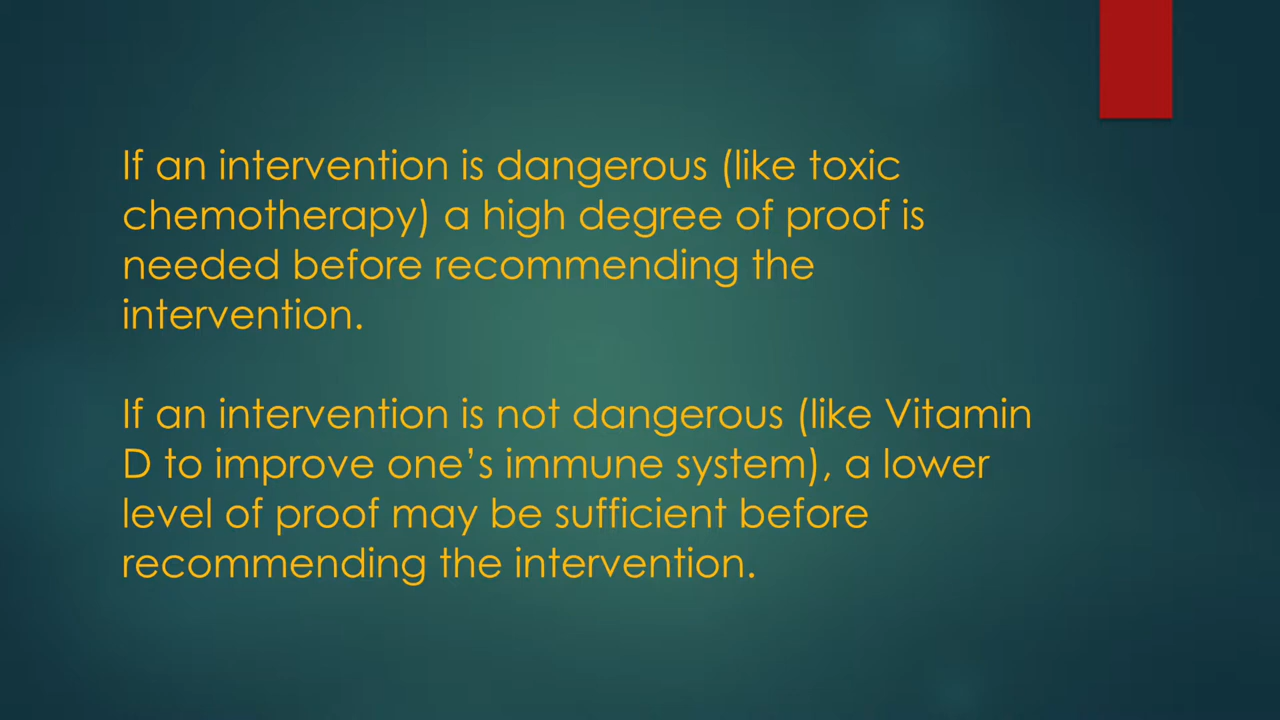 If an intervention is dangerous (like toxic
chemotherapy) a high degree of proof is
needed before recommending the
intervention.
If an intervention is not dangerous (like Vitamin
D to improve one’s immune system), a lower
level of proof may be sufficient before
recommending the intervention.